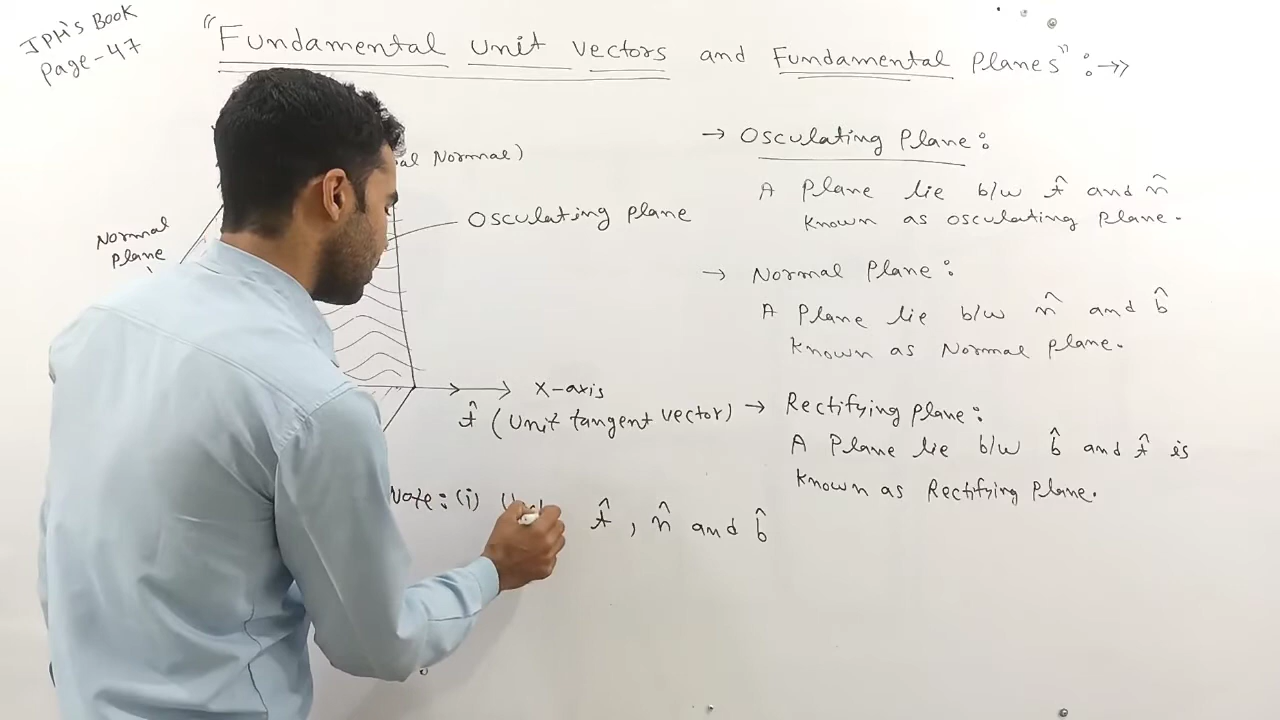 JPH's Book
Page-47
"Fundamental Unit Vectors and Fundamental Planes" :→>
al Normal)
Osculating plane
Normal
plane
X-axis
t̂ (Unit tangent vector)
Note: (i) t̂, n̂ and b̂
→ Osculating Plane:
A Plane lie b/w t̂ and n̂
known as osculating plane.
→ Normal Plane:
A Plane lie b/w n̂ and b̂
known as Normal plane.
→ Rectifying plane:
A Plane lie b/w b̂ and t̂ is
known as Rectifying Plane.